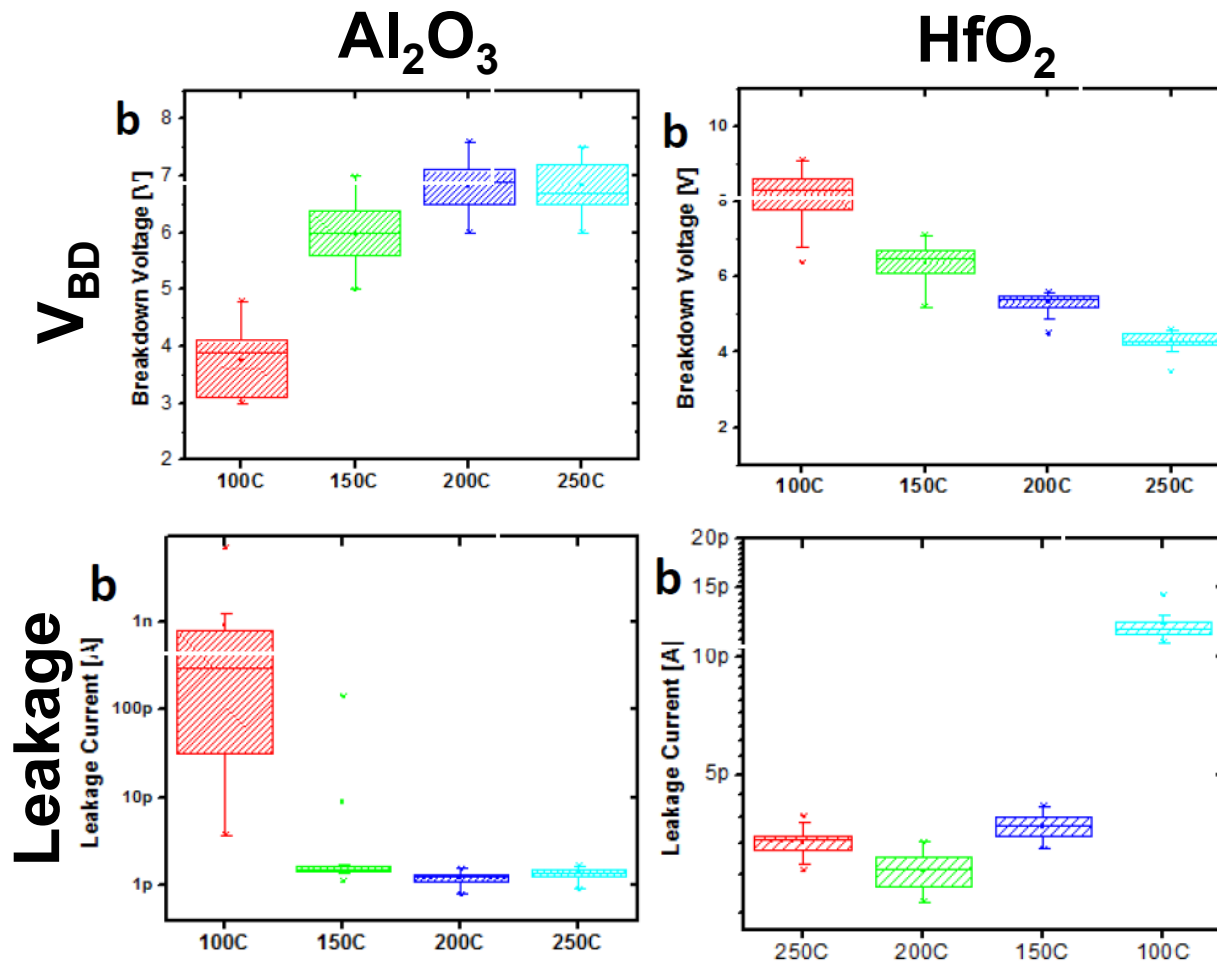 Al₂O₃
HfO₂
V_BD
Leakage
b
Breakdown Voltage [V]
8
7
6
5
4
3
2
100C
150C
200C
250C
b
Breakdown Voltage [V]
10
8
6
4
2
100C
150C
200C
250C
b
Leakage Current [A]
1n
100p
10p
1p
100C
150C
200C
250C
b
Leakage Current [A]
20p
15p
10p
5p
250C
200C
150C
100C